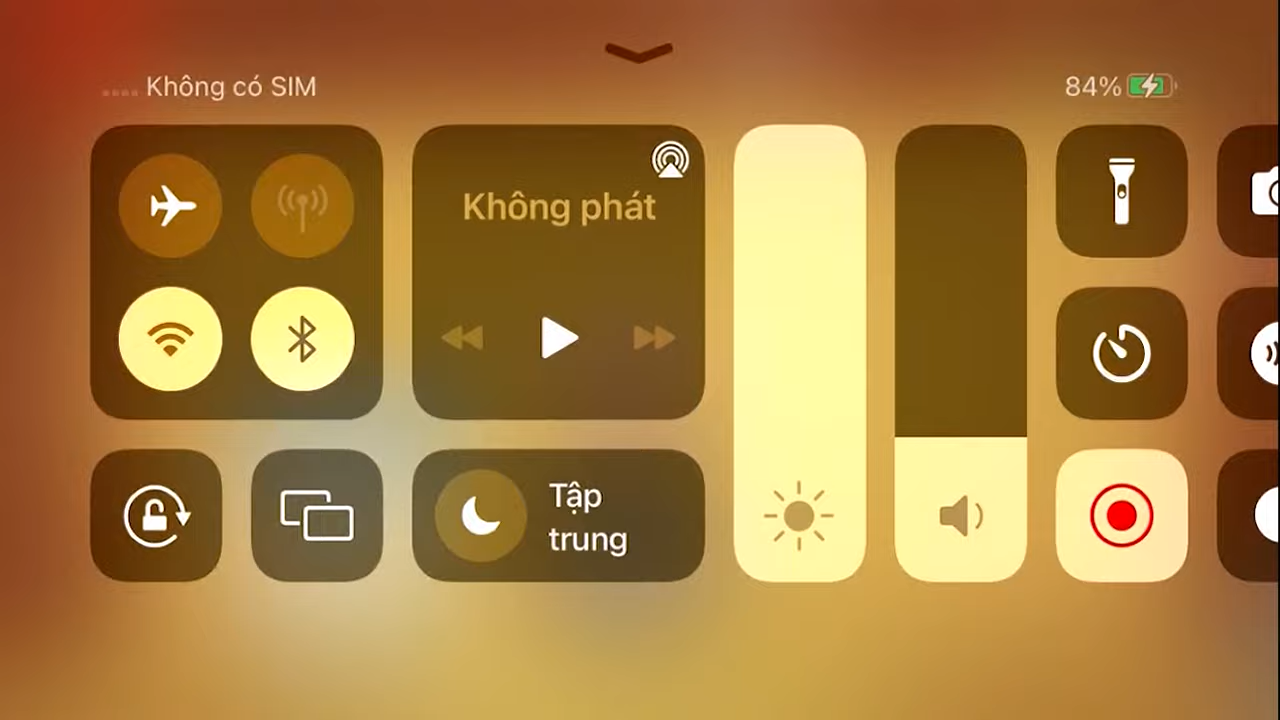 Không có SIM
84%
Không phát
Tập
trung